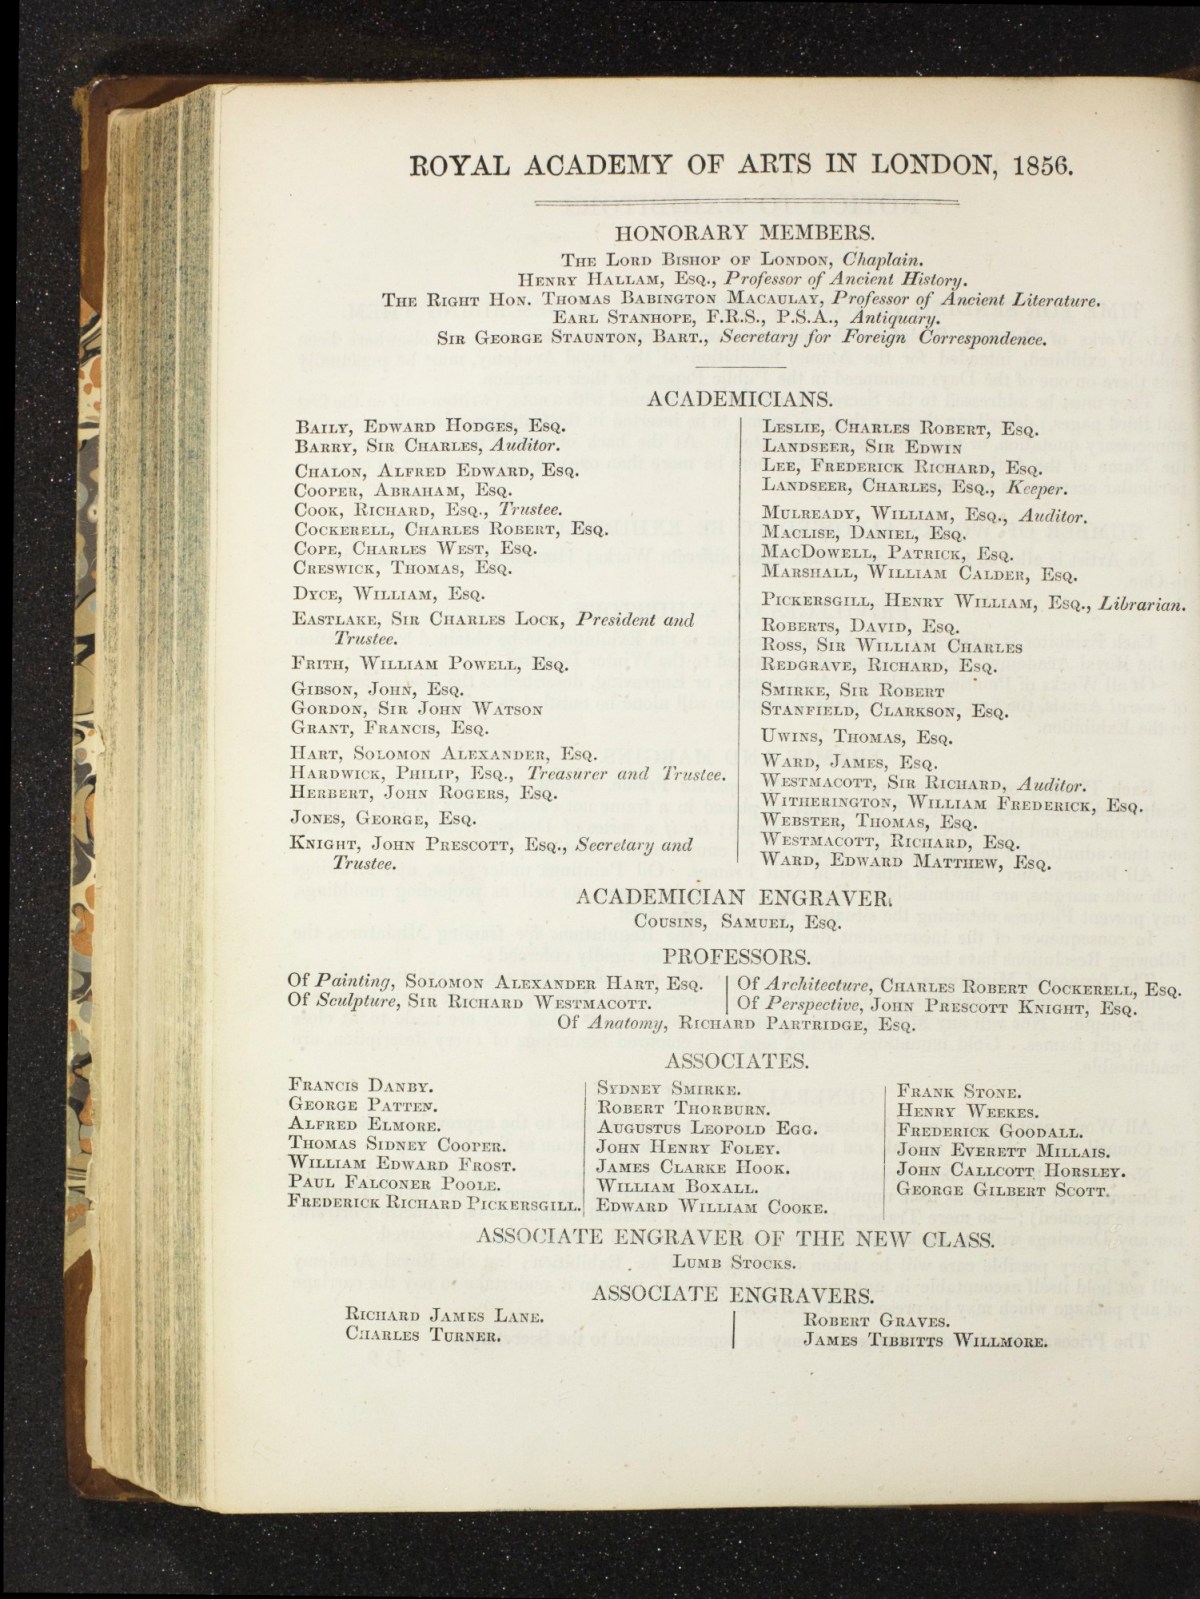 ROYAL ACADEMY OF ARTS IN LONDON, 1856.
HONORARY MEMBERS.
THE LORD BISHOP OF LONDON, Chaplain.
HENRY HALLAM, ESQ., Professor of Ancient History.
THE RIGHT HON. THOMAS BABINGTON MACAULAY, Professor of Ancient Literature.
EARL STANHOPE, F.R.S., P.S.A., Antiquary.
SIR GEORGE STAUNTON, BART., Secretary for Foreign Correspondence.
ACADEMICIANS.
BAILY, EDWARD HODGES, ESQ.
BARRY, SIR CHARLES, Auditor.
CHALON, ALFRED EDWARD, ESQ.
COOPER, ABRAHAM, ESQ.
COOK, RICHARD, ESQ., Trustee.
COCKERELL, CHARLES ROBERT, ESQ.
COPE, CHARLES WEST, ESQ.
CRESWICK, THOMAS, ESQ.
DYCE, WILLIAM, ESQ.
EASTLAKE, SIR CHARLES LOCK, President and
Trustee.
FRITH, WILLIAM POWELL, ESQ.
GIBSON, JOHN, ESQ.
GORDON, SIR JOHN WATSON
GRANT, FRANCIS, ESQ.
HART, SOLOMON ALEXANDER, ESQ.
HARDWICK, PHILIP, ESQ., Treasurer and Trustee.
HERBERT, JOHN ROGERS, ESQ.
JONES, GEORGE, ESQ.
KNIGHT, JOHN PRESCOTT, ESQ., Secretary and
Trustee.
LESLIE, CHARLES ROBERT, ESQ.
LANDSEER, SIR EDWIN
LEE, FREDERICK RICHARD, ESQ.
LANDSEER, CHARLES, ESQ., Keeper.
MULREADY, WILLIAM, ESQ., Auditor.
MACLISE, DANIEL, ESQ.
MACDOWELL, PATRICK, ESQ.
MARSHALL, WILLIAM CALDER, ESQ.
PICKERSGILL, HENRY WILLIAM, ESQ., Librarian.
ROBERTS, DAVID, ESQ.
ROSS, SIR WILLIAM CHARLES
REDGRAVE, RICHARD, ESQ.
SMIRKE, SIR ROBERT
STANFIELD, CLARKSON, ESQ.
UWINS, THOMAS, ESQ.
WARD, JAMES, ESQ.
WESTMACOTT, SIR RICHARD, Auditor.
WITHERINGTON, WILLIAM FREDERICK, ESQ.
WEBSTER, THOMAS, ESQ.
WESTMACOTT, RICHARD, ESQ.
WARD, EDWARD MATTHEW, ESQ.
ACADEMICIAN ENGRAVER.
COUSINS, SAMUEL, ESQ.
PROFESSORS.
Of Painting, SOLOMON ALEXANDER HART, ESQ.
Of Sculpture, SIR RICHARD WESTMACOTT.
Of Architecture, CHARLES ROBERT COCKERELL, ESQ.
Of Perspective, JOHN PRESCOTT KNIGHT, ESQ.
Of Anatomy, RICHARD PARTRIDGE, ESQ.
ASSOCIATES.
FRANCIS DANBY.
GEORGE PATTEN.
ALFRED ELMORE.
THOMAS SIDNEY COOPER.
WILLIAM EDWARD FROST.
PAUL FALCONER POOLE.
FREDERICK RICHARD PICKERSGILL.
SYDNEY SMIRKE.
ROBERT THORBURN.
AUGUSTUS LEOPOLD EGG.
JOHN HENRY FOLEY.
JAMES CLARKE HOOK.
WILLIAM BOXALL.
EDWARD WILLIAM COOKE.
FRANK STONE.
HENRY WEEKES.
FREDERICK GOODALL.
JOHN EVERETT MILLAIS.
JOHN CALLCOTT HORSLEY.
GEORGE GILBERT SCOTT.
ASSOCIATE ENGRAVER OF THE NEW CLASS.
LUMB STOCKS.
ASSOCIATE ENGRAVERS.
RICHARD JAMES LANE.
CHARLES TURNER.
ROBERT GRAVES.
JAMES TIBBITTS WILLMORE.